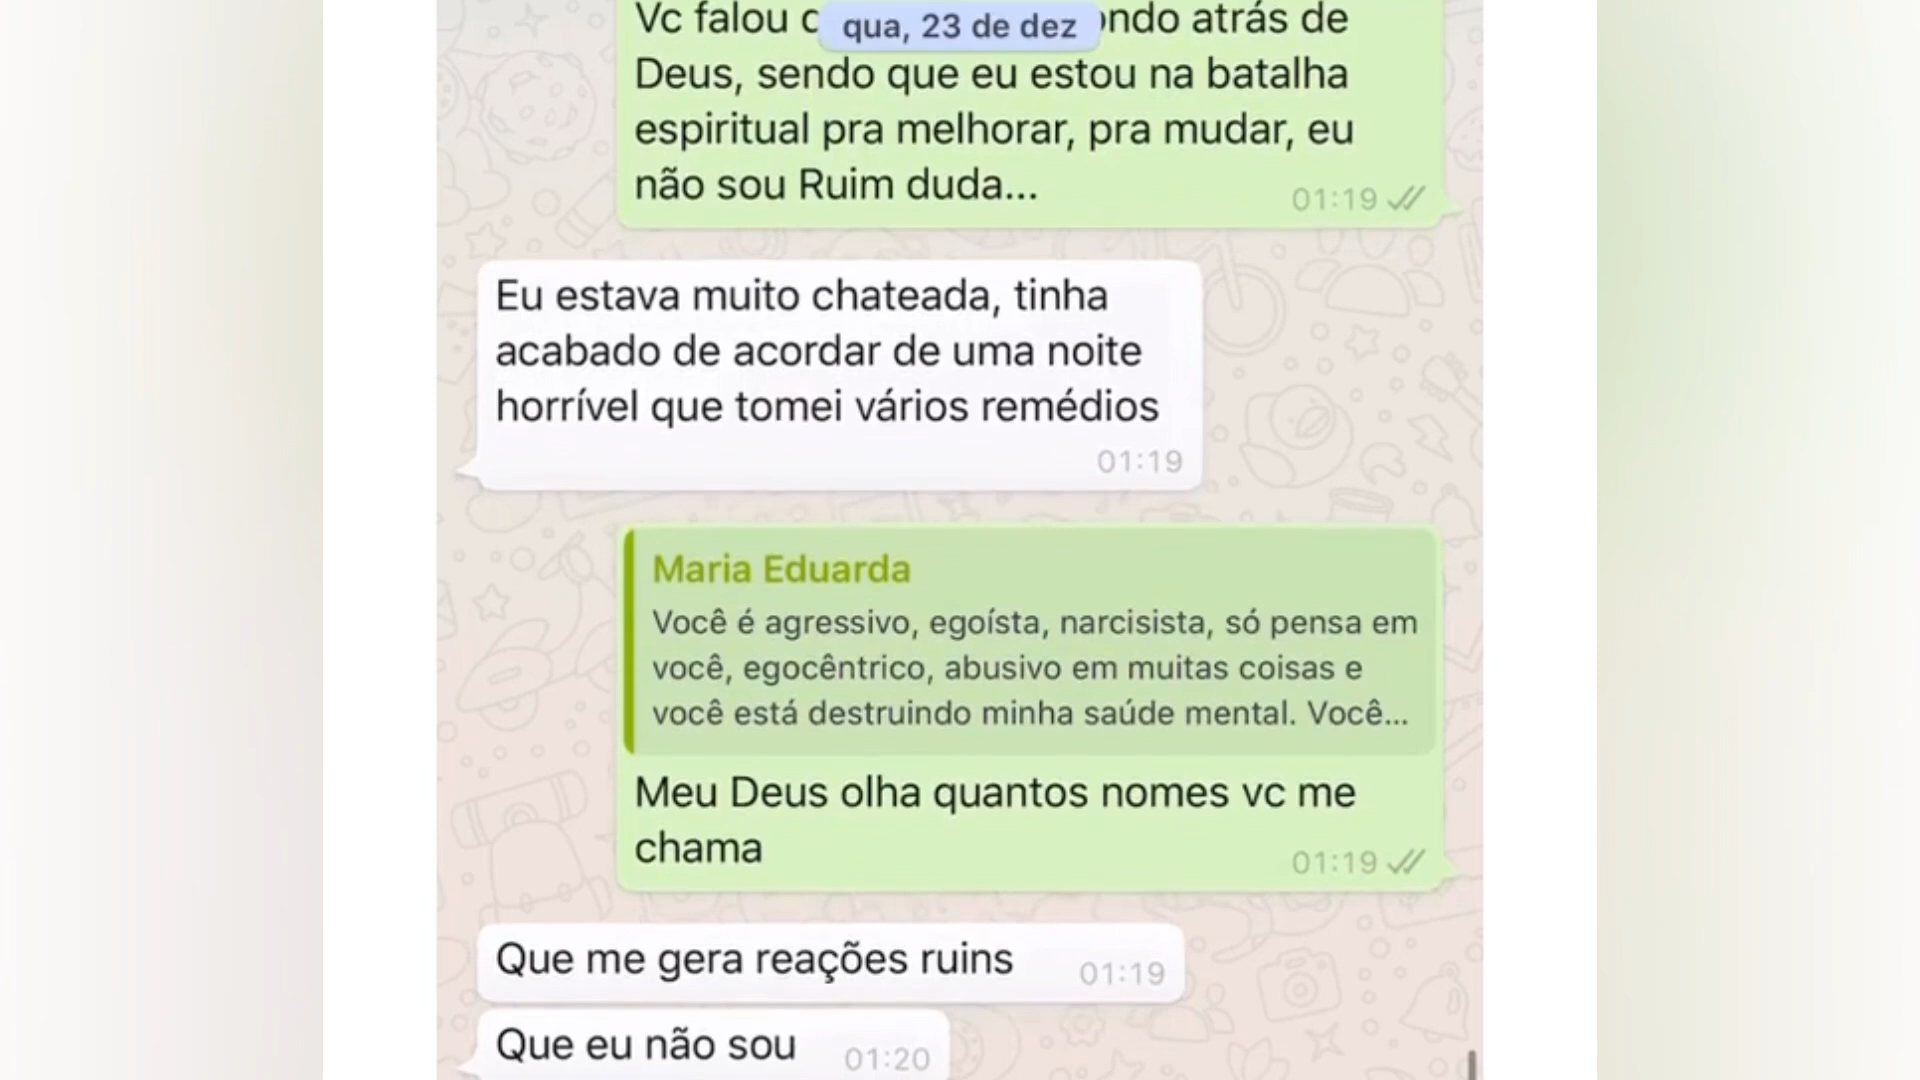 Vc falou
qua, 23 de dez
ndo atrás de
Deus, sendo que eu estou na batalha
espiritual pra melhorar, pra mudar, eu
não sou Ruim duda...
01:19
Eu estava muito chateada, tinha
acabado de acordar de uma noite
horrível que tomei vários remédios
01:19
Maria Eduarda
Você é agressivo, egoísta, narcisista, só pensa em
você, egocêntrico, abusivo em muitas coisas e
você está destruindo minha saúde mental. Você...
Meu Deus olha quantos nomes vc me
chama
01:19
Que me gera reações ruins 01:19
Que eu não sou 01:20